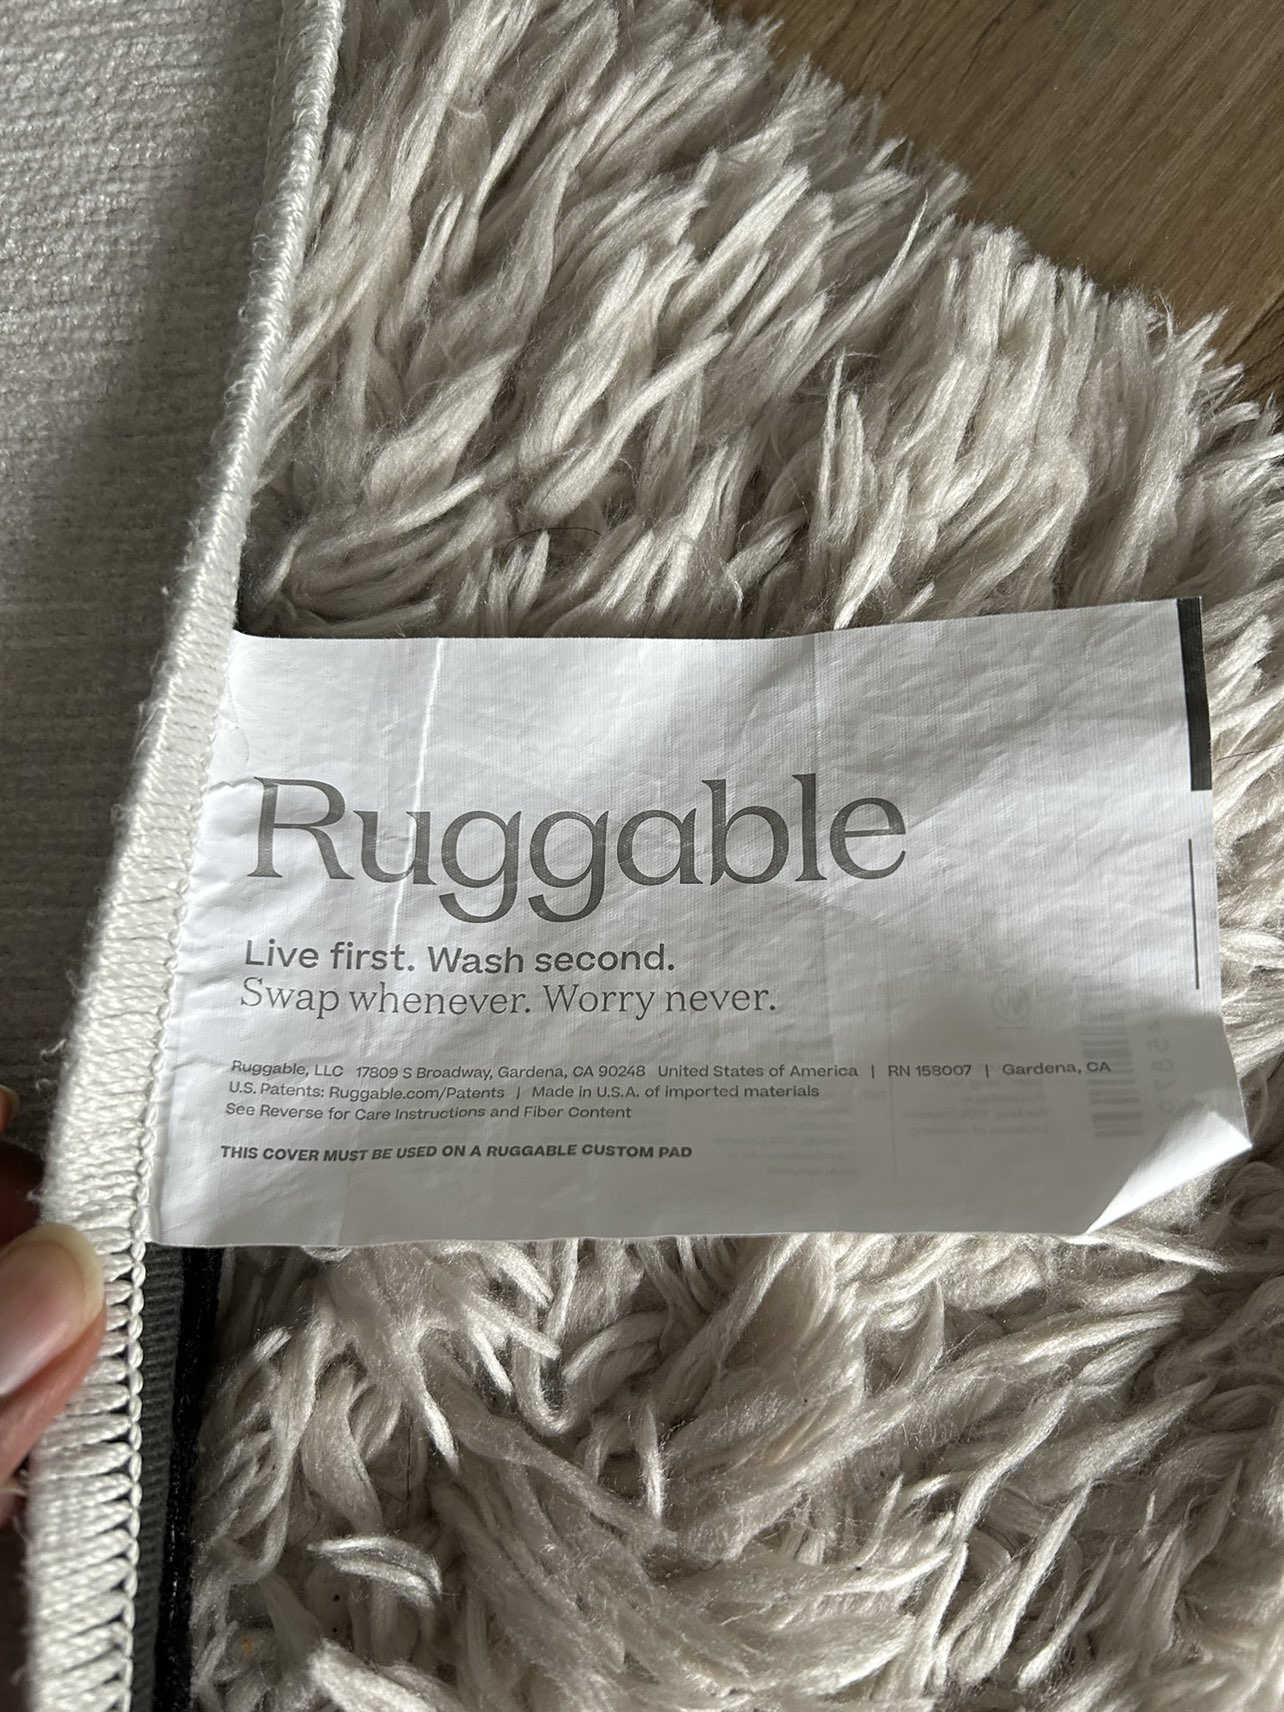 Ruggable
Live first. Wash second.
Swap whenever. Worry never.
Ruggable, LLC 17809 S Broadway, Gardena, CA 90248 United States of America | RN 158007 | Gardena, CA
U.S. Patents: Ruggable.com/Patents | Made in U.S.A. of imported materials
See Reverse for Care Instructions and Fiber Content
THIS COVER MUST BE USED ON A RUGGABLE CUSTOM PAD